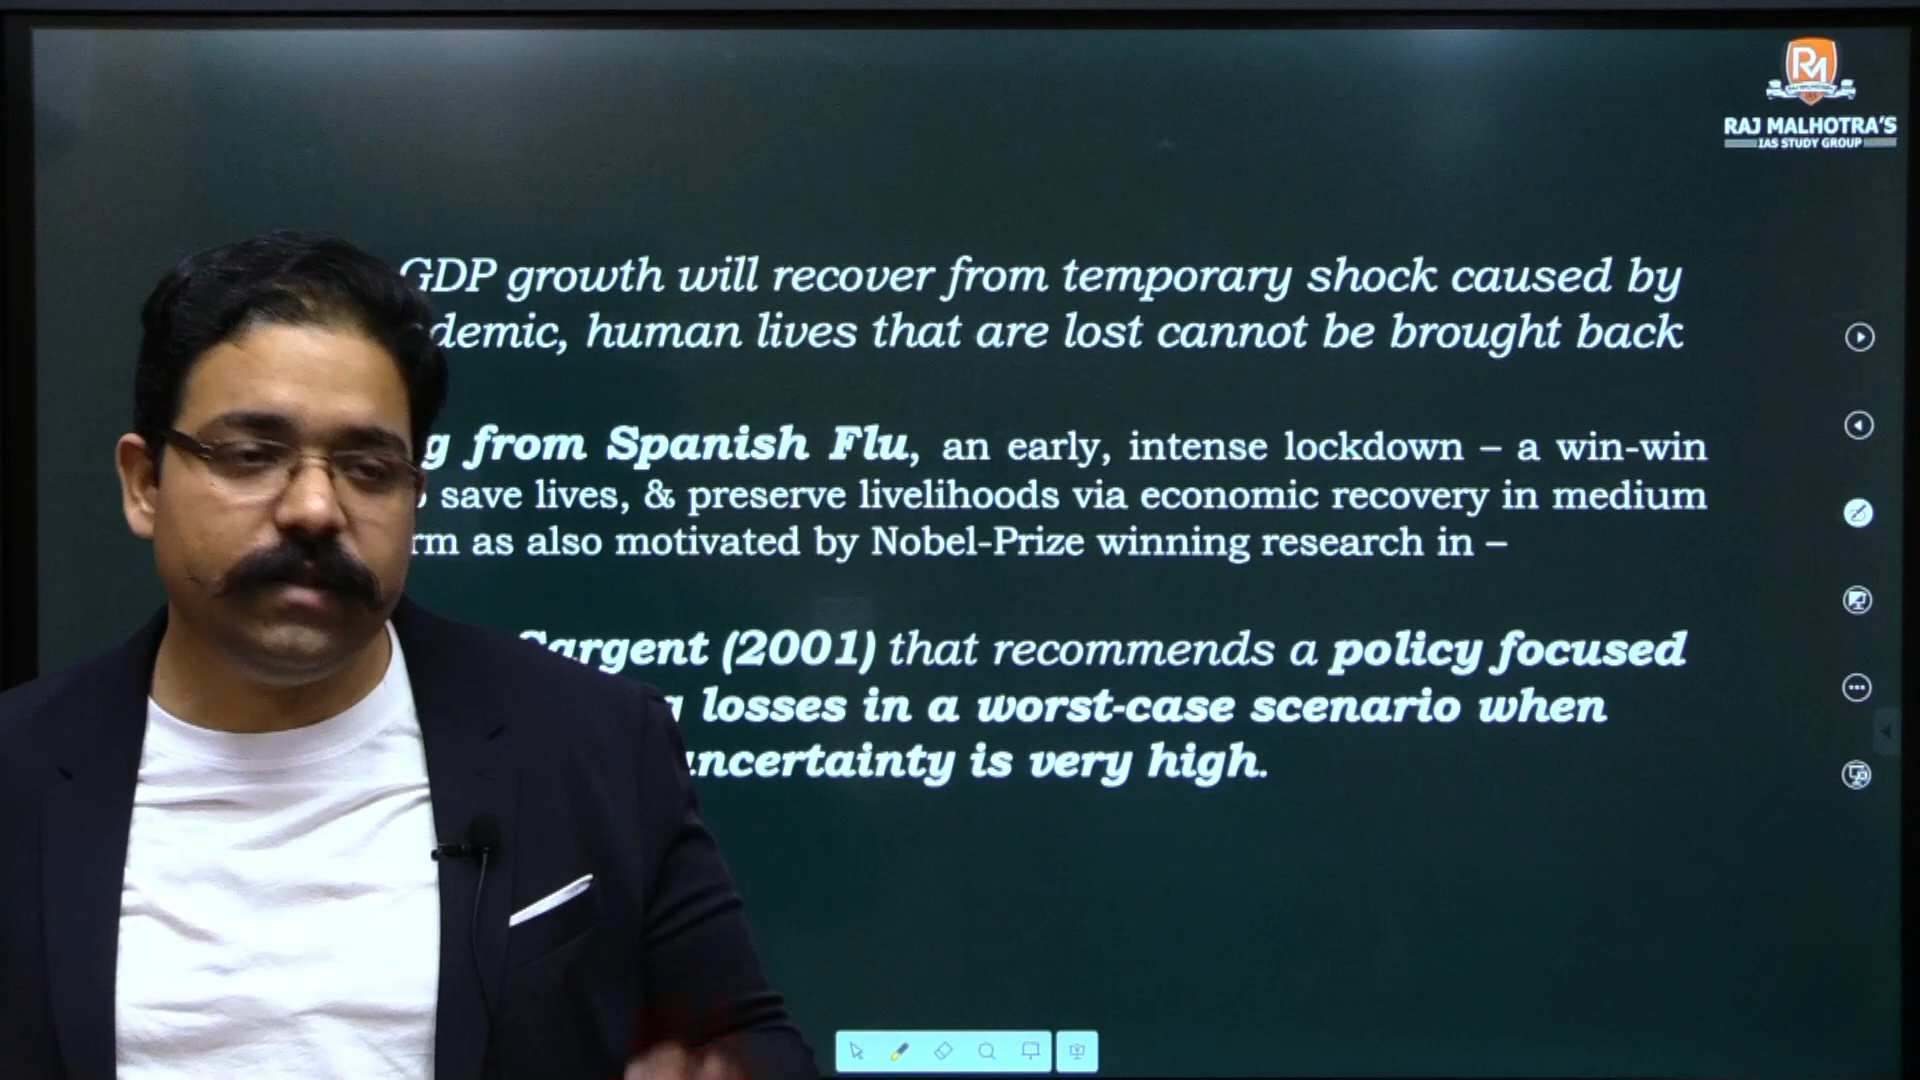 RM
RAJ MALHOTRA'S
IAS STUDY GROUP
GDP growth will recover from temporary shock caused by
human lives that are lost cannot be brought back
from Spanish Flu, an early, intense lockdown – a win-win
save lives, & preserve livelihoods via economic recovery in medium
as also motivated by Nobel-Prize winning research in –
Sargent (2001) that recommends a policy focused
losses in a worst-case scenario when
uncertainty is very high.